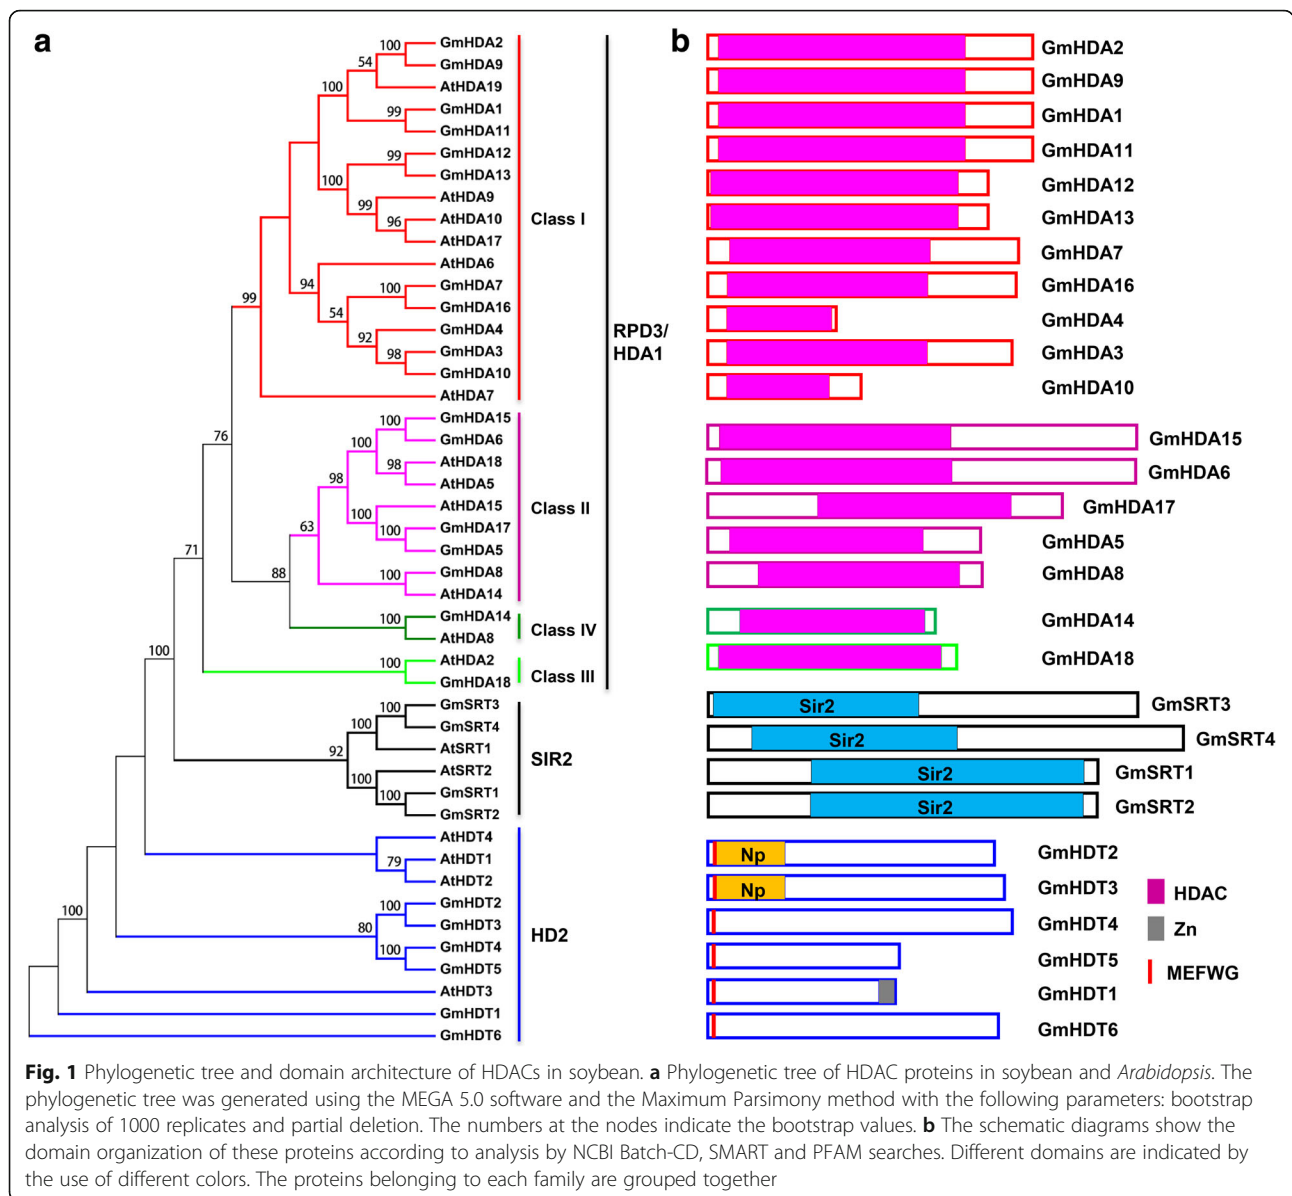 a
100
GmHDA2
54
GmHDA9
AtHDA19
100
GmHDA1
99
GmHDA11
99
GmHDA12
GmHDA13
100
AtHDA9
99
AtHDA10
96
AtHDA17
AtHDA6
94
100
GmHDA7
GmHDA16
54
GmHDA4
92
GmHDA3
98
GmHDA10
99
AtHDA7
Class I
100
GmHDA15
100
GmHDA6
98
AtHDA18
AtHDA5
98
AtHDA15
100
GmHDA17
100
GmHDA5
63
100
GmHDA8
AtHDA14
Class II
76
88
100
GmHDA14
AtHDA8
Class IV
71
100
AtHDA2
GmHDA18
Class III
RPD3/
HDA1
100
100
GmSRT3
100
GmSRT4
AtSRT1
92
AtSRT2
100
GmSRT1
100
GmSRT2
SIR2
AtHDT4
79
AtHDT1
AtHDT2
100
GmHDT2
GmHDT3
80
GmHDT4
100
GmHDT5
100
AtHDT3
GmHDT1
GmHDT6
HD2
b
GmHDA2
GmHDA9
GmHDA1
GmHDA11
GmHDA12
GmHDA13
GmHDA7
GmHDA16
GmHDA4
GmHDA3
GmHDA10
GmHDA15
GmHDA6
GmHDA17
GmHDA5
GmHDA8
GmHDA14
GmHDA18
Sir2 GmSRT3
Sir2 GmSRT4
Sir2 GmSRT1
Sir2 GmSRT2
Np GmHDT2
Np GmHDT3
GmHDT4
GmHDT5
GmHDT1
GmHDT6
HDAC
Zn
MEFWG
Fig. 1 Phylogenetic tree and domain architecture of HDACs in soybean. a Phylogenetic tree of HDAC proteins in soybean and Arabidopsis. The
phylogenetic tree was generated using the MEGA 5.0 software and the Maximum Parsimony method with the following parameters: bootstrap
analysis of 1000 replicates and partial deletion. The numbers at the nodes indicate the bootstrap values. b The schematic diagrams show the
domain organization of these proteins according to analysis by NCBI Batch-CD, SMART and PFAM searches. Different domains are indicated by
the use of different colors. The proteins belonging to each family are grouped together